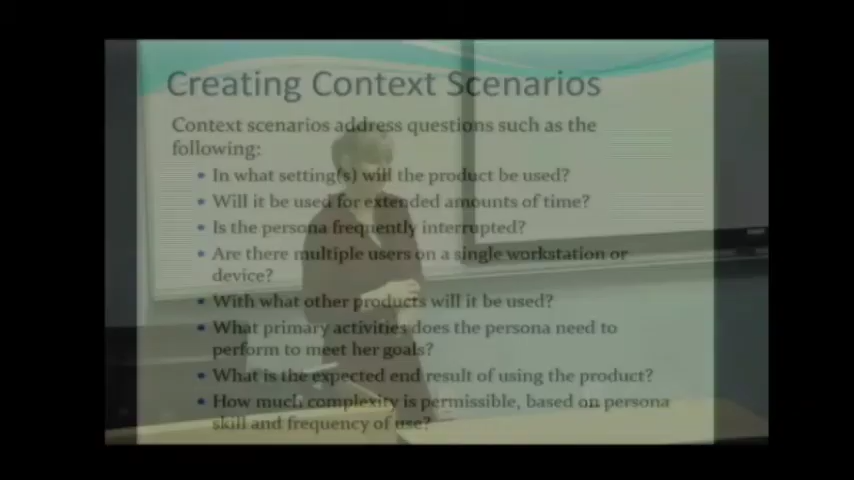 Creating Context Scenarios
Context scenarios address questions such as the
following:
• In what setting(s) will the product be used?
• Will it be used for extended amounts of time?
• Is the persona frequently interrupted?
• Are there multiple users on a single workstation or
device?
• With what other products will it be used?
• What primary activities does the persona need to
perform to meet her goals?
• What is the expected end result of using the product?
• How much complexity is permissible, based on persona
skill and frequency of use?